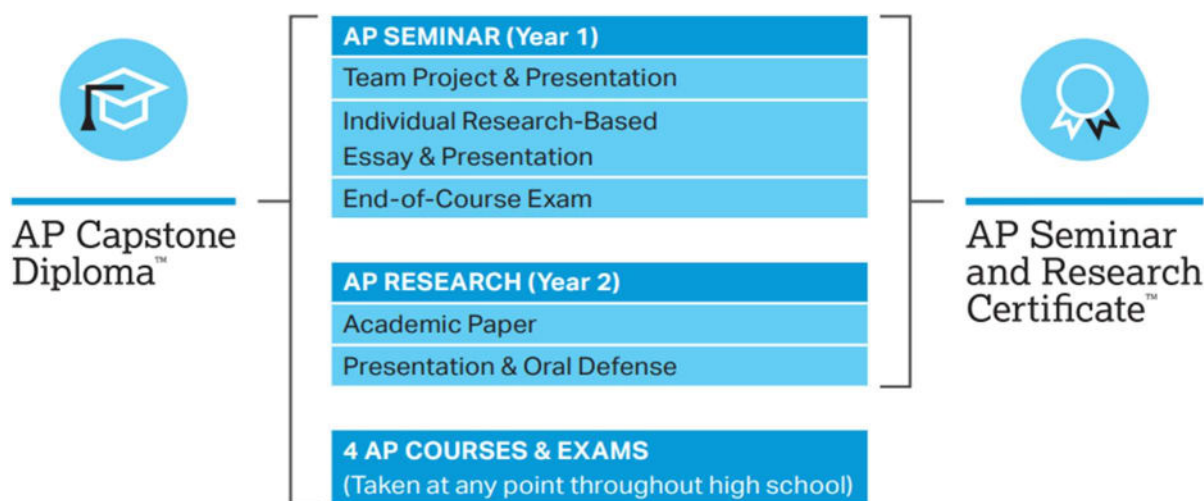 AP Capstone
Diploma™
AP SEMINAR (Year 1)
Team Project & Presentation
Individual Research-Based
Essay & Presentation
End-of-Course Exam
AP RESEARCH (Year 2)
Academic Paper
Presentation & Oral Defense
4 AP COURSES & EXAMS
(Taken at any point throughout high school)
AP Seminar
and Research
Certificate™